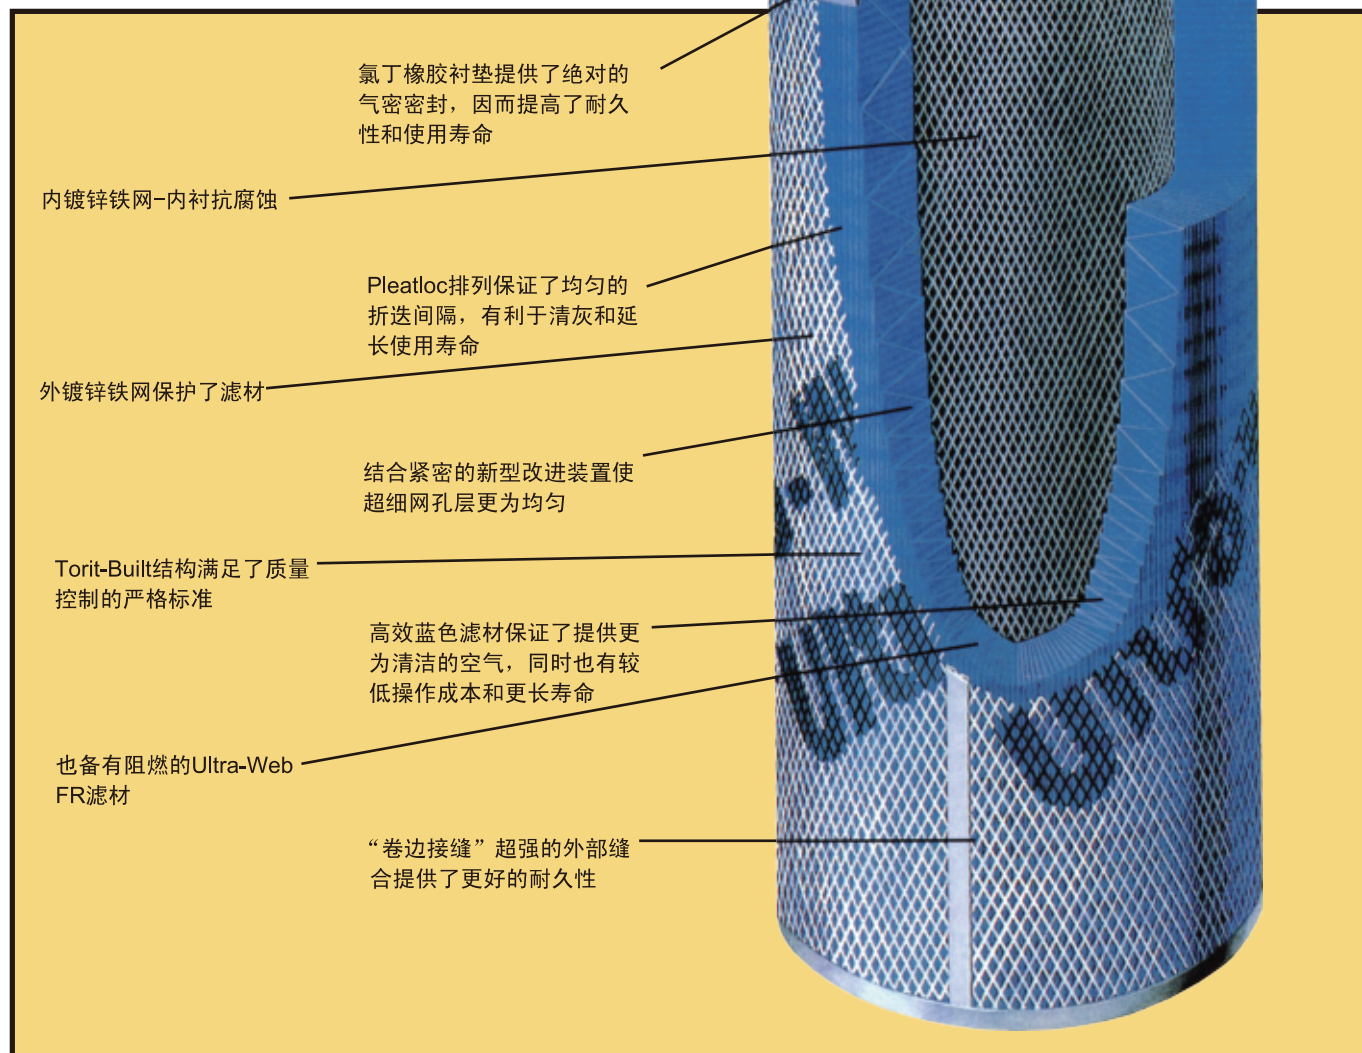 氯丁橡胶衬垫提供了绝对的
气密密封，因而提高了耐久
性和使用寿命
内镀锌铁网-内衬抗腐蚀
Pleatloc排列保证了均匀的
折迭间隔，有利于清灰和延
长使用寿命
外镀锌铁网保护了滤材
结合紧密的新型改进装置使
超细网孔层更为均匀
Torit-Built结构满足了质量
控制的严格标准
高效蓝色滤材保证了提供更
为清洁的空气，同时也有较
低操作成本和更长寿命
也备有阻燃的Ultra-Web
FR滤材
“卷边接缝”超强的外部缝
合提供了更好的耐久性